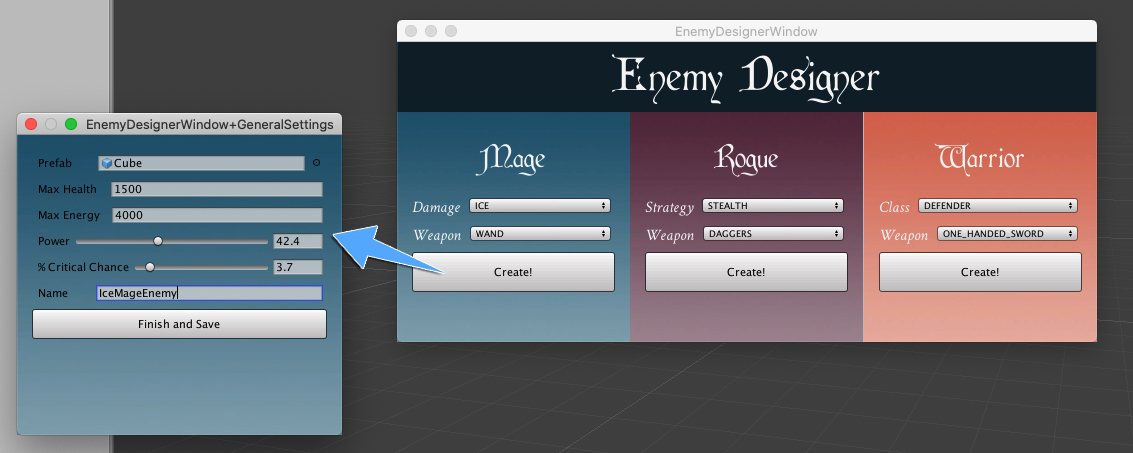 EnemyDesignerWindow
Enemy Designer
EnemyDesignerWindow+GeneralSettings
Prefab Cube
Max Health 1500
Max Energy 4000
Power 42.4
% Critical Chance 3.7
Name IceMageEnemy
Finish and Save
Mage
Damage ICE
Weapon WAND
Create!
Rogue
Strategy STEALTH
Weapon DAGGERS
Create!
Warrior
Class DEFENDER
Weapon ONE_HANDED_SWORD
Create!